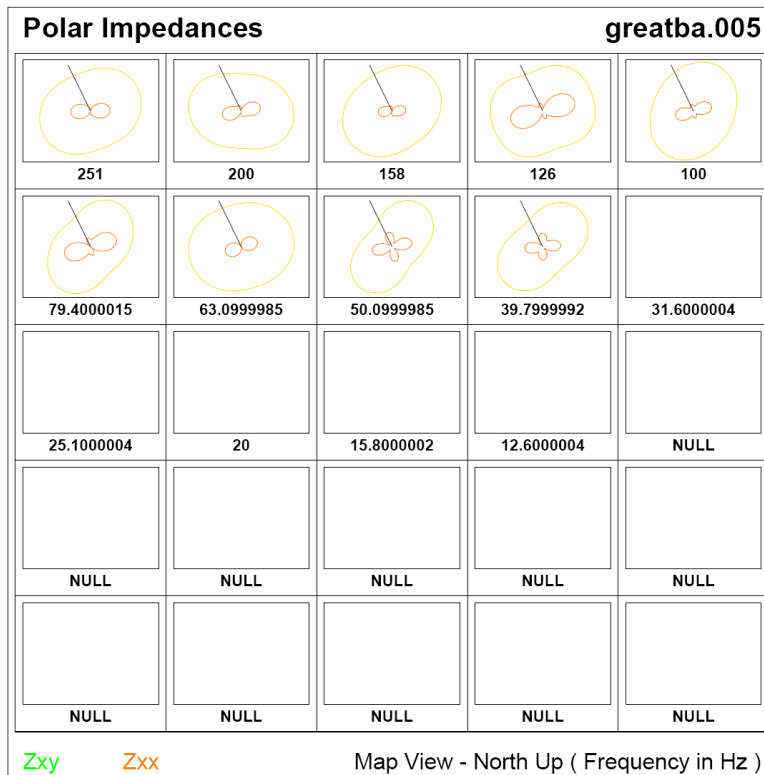 Polar Impedances greatba.005
251 200 158 126 100
79.4000015 63.0999985 50.0999985 39.7999992 31.6000004
25.1000004 20 15.8000002 12.6000004 NULL
NULL NULL NULL NULL NULL
NULL NULL NULL NULL NULL
Zxy Zxx Map View - North Up ( Frequency in Hz )